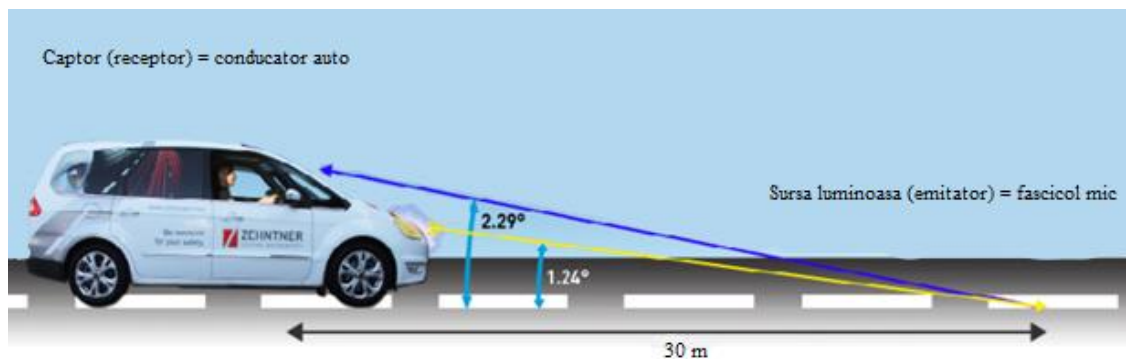 Captor (receptor) = conducator auto
Sursa luminoasa (emitator) = fascicol mic
2.29°
ZEHNTNER
1.24°
30 m